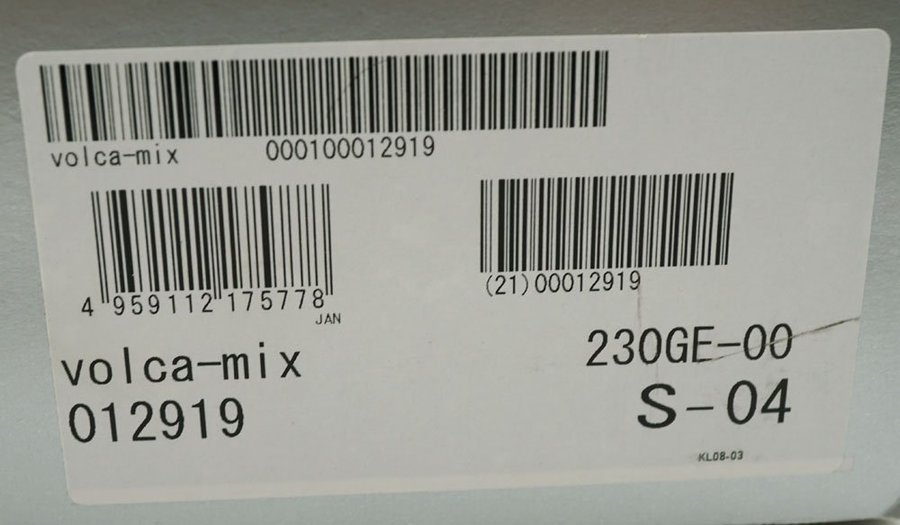 volca-mix 000100012919
4 959112 175778
JAN
(21)00012919
volca-mix
012919
230GE-00
S-04
KL08-03